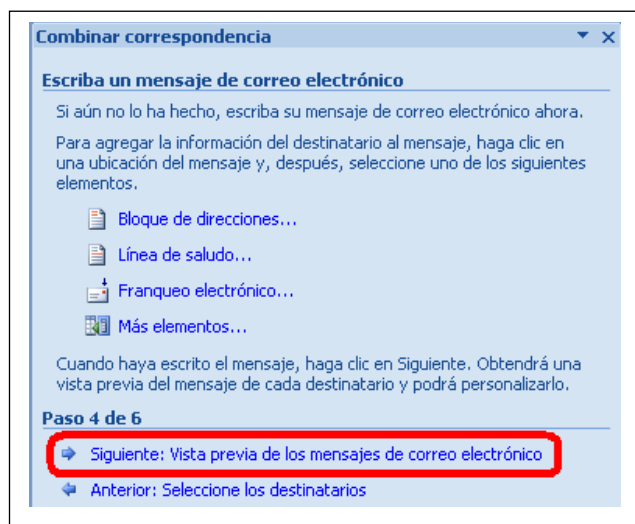 Combinar correspondencia
Escriba un mensaje de correo electrónico
Si aún no lo ha hecho, escriba su mensaje de correo electrónico ahora.
Para agregar la información del destinatario al mensaje, haga clic en
una ubicación del mensaje y, después, seleccione uno de los siguientes
elementos.
Bloque de direcciones...
Línea de saludo...
Franqueo electrónico...
Más elementos...
Cuando haya escrito el mensaje, haga clic en Siguiente. Obtendrá una
vista previa del mensaje de cada destinatario y podrá personalizarlo.
Paso 4 de 6
Siguiente: Vista previa de los mensajes de correo electrónico
Anterior: Seleccione los destinatarios